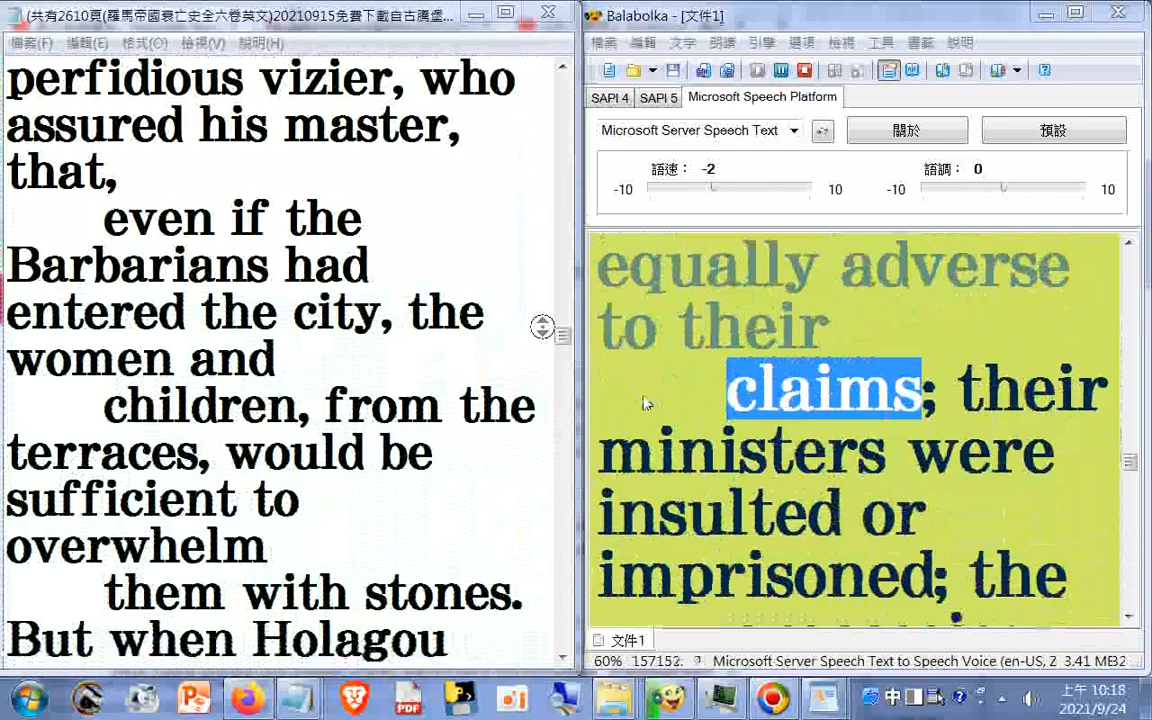 (共有2610頁(羅馬帝國衰亡史全六卷英文)20210915免費下載自古騰堡...
檔案(F) 編輯(E) 格式(O) 檢視(V) 說明(H)
perfidious vizier, who
assured his master,
that,
even if the
Barbarians had
entered the city, the
women and
children, from the
terraces, would be
sufficient to
overwhelm
them with stones.
But when Holagou
Balabolka - [文件1]
檔案 編輯 文字 朗讀 引擎 選項 檢視 工具 書籤 說明
SAPI 4 SAPI 5 Microsoft Speech Platform
Microsoft Server Speech Text 關於 預設
語速： -2 語調： 0
-10 10 -10 10
equally adverse
to their
claims; their
ministers were
insulted or
imprisoned; the
文件1
60% 157152. ? Microsoft Server Speech Text to Speech Voice (en-US, Z 3.41 MB2
中
上午 10:18
2021/9/24